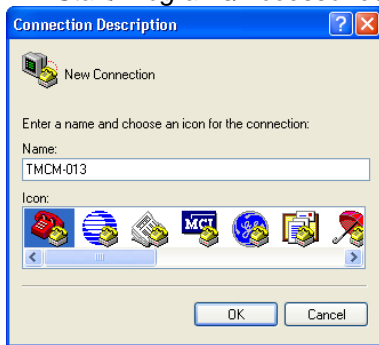 Connection Description
New Connection
Enter a name and choose an icon for the connection:
Name:
TMCM-013
Icon:
MCI
OK
Cancel